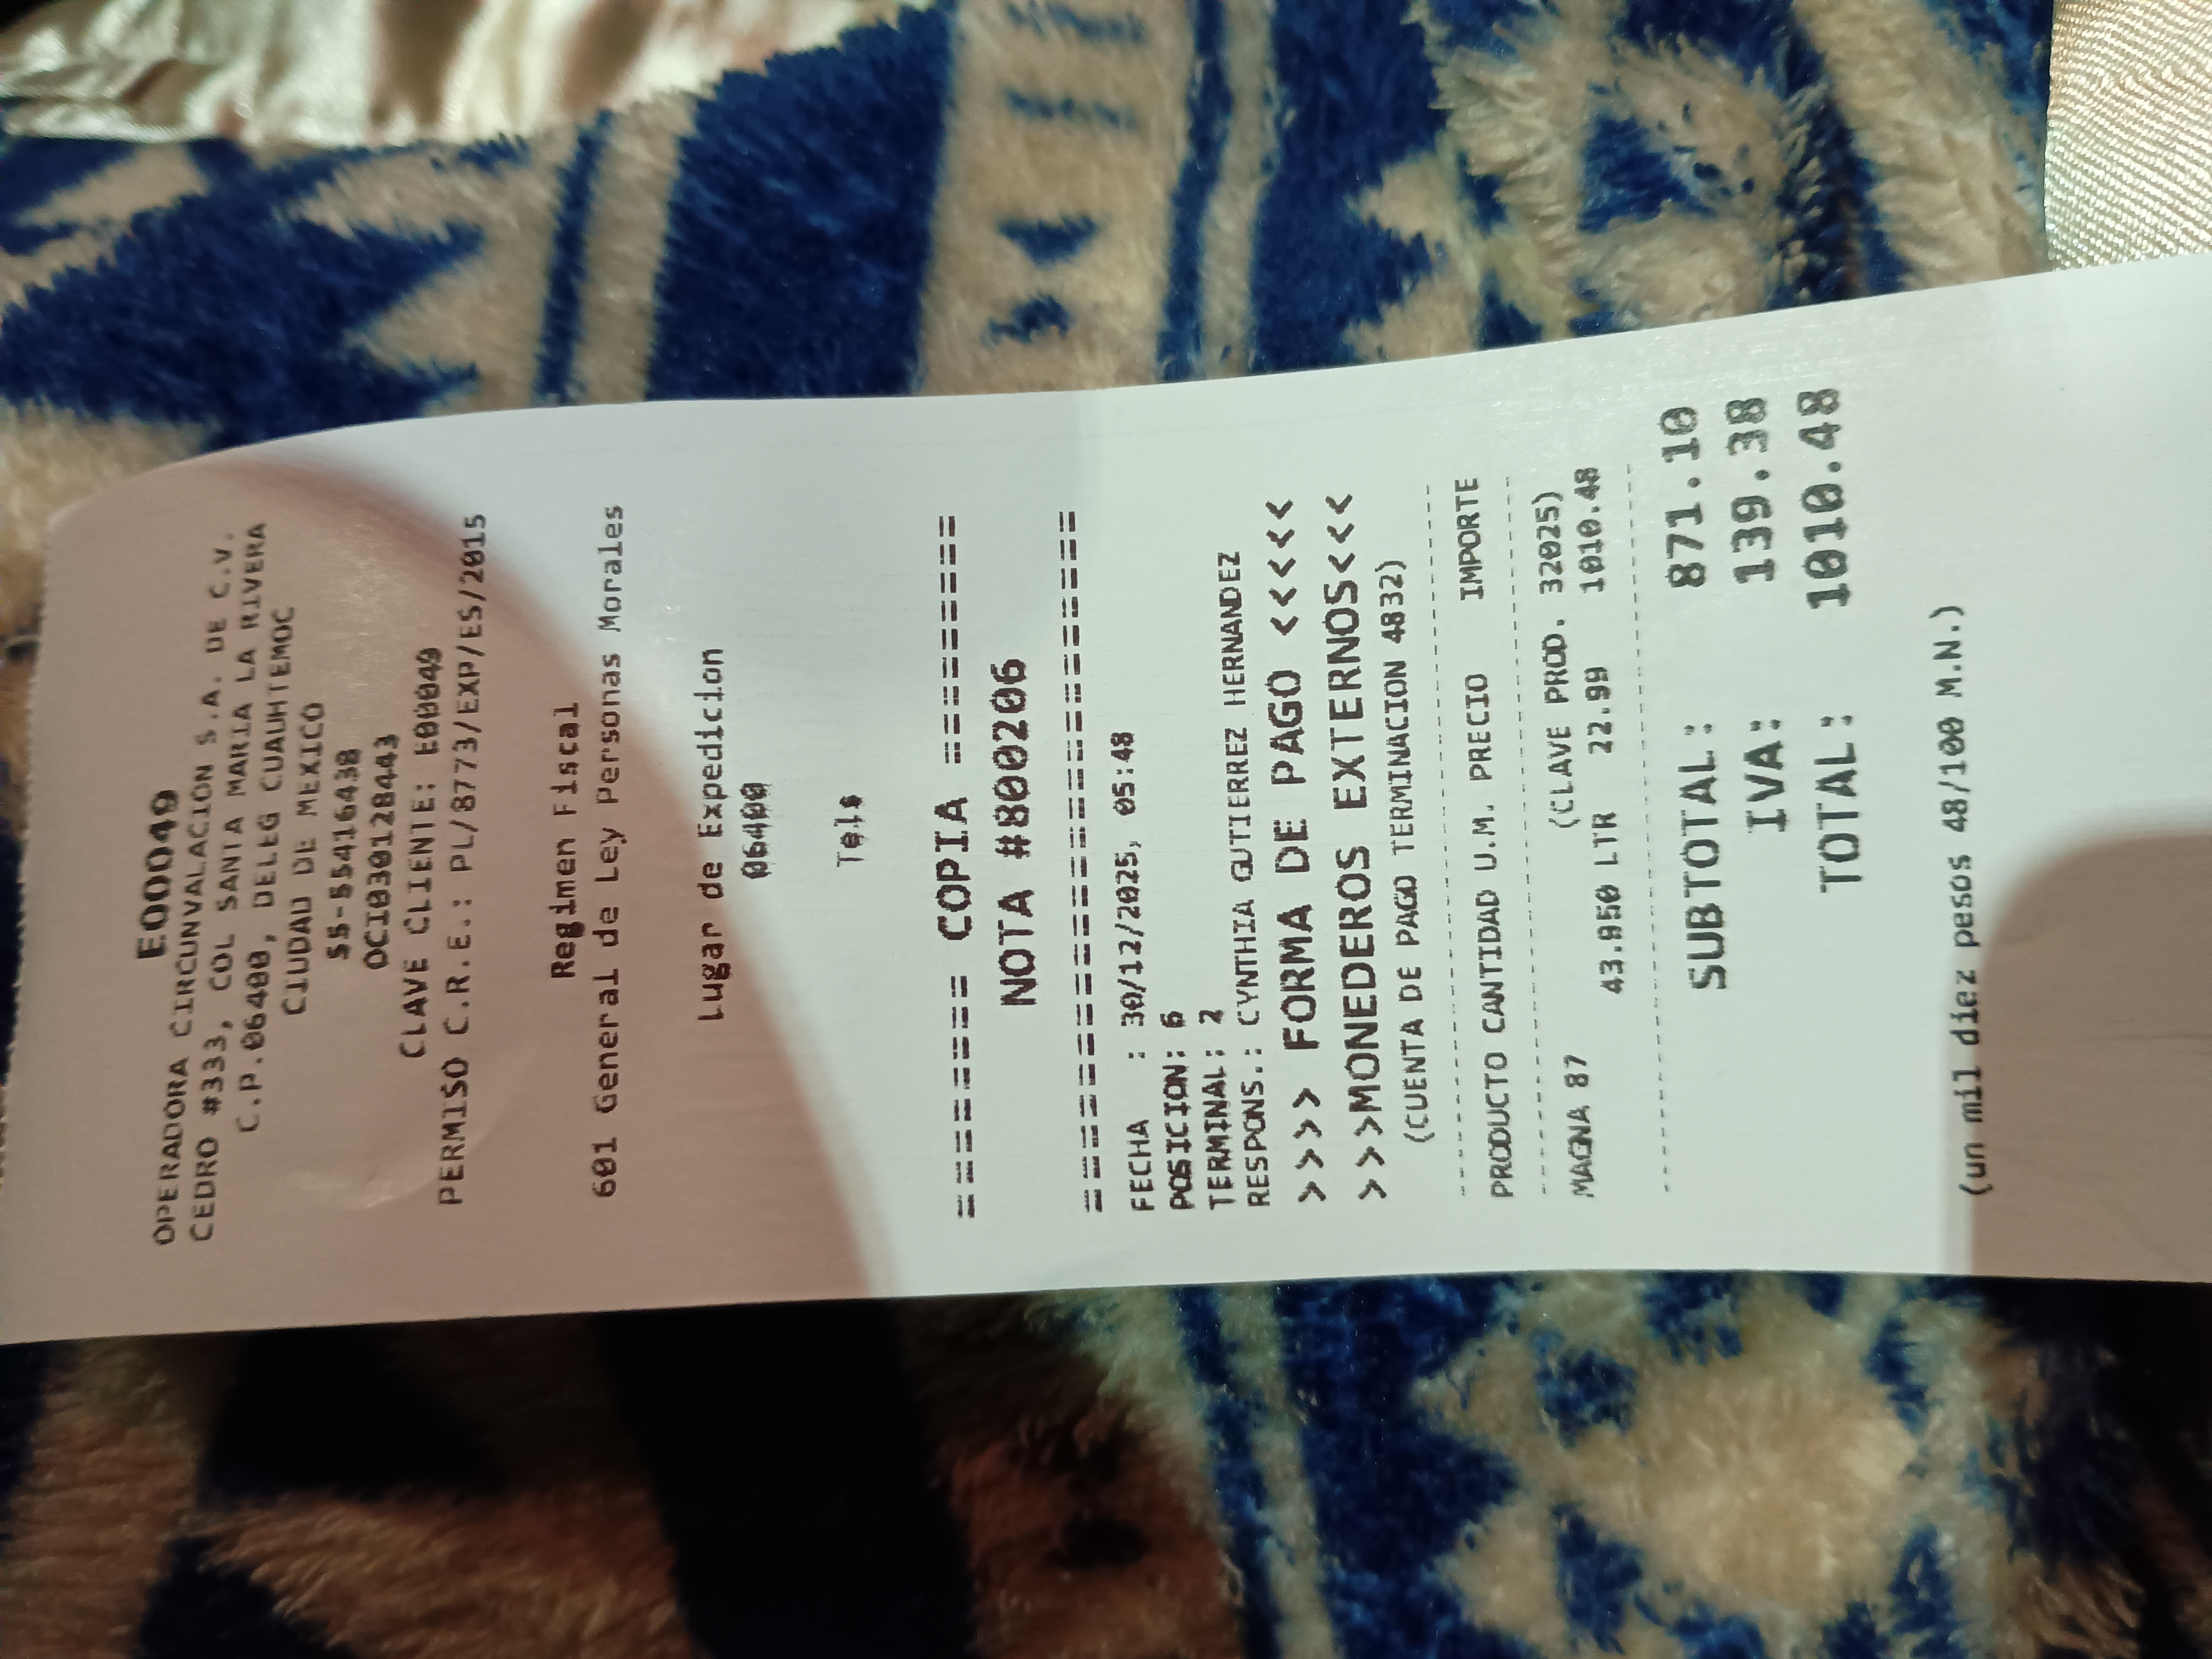 EO0049
OPERADORA CIRCUNVALACION S.A. DE C.V.
CEDRO #333, COL SANTA MARIA LA RIVERA
C.P.06400, DELEG CUAUHTEMOC
CIUDAD DE MEXICO
55-55416438
OCI030128443
CLAVE CLIENTE: E00049
PERMISO C.R.E.: PL/8773/EXP/ES/2015
Regimen Fiscal
601 General de Ley Personas Morales
Lugar de Expedicion
06400
Tels
======= COPIA ==========
NOTA #800206
========================
FECHA : 30/12/2025, 05:48
POSICION: 6
TERMINAL: 2
RESPONS.: CYNTHIA GUTIERREZ HERNANDEZ
>>>> FORMA DE PAGO <<<<<
>>>MONEDEROS EXTERNOS<<<
(CUENTA DE PAGO TERMINACION 4832)
PRODUCTO CANTIDAD U.M. PRECIO IMPORTE
MAGNA 87 (CLAVE PROD. 32025)
43.950 LTR 22.99 1010.48
SUBTOTAL: 871.10
IVA: 139.38
TOTAL: 1010.48
(un mil diez pesos 48/100 M.N.)